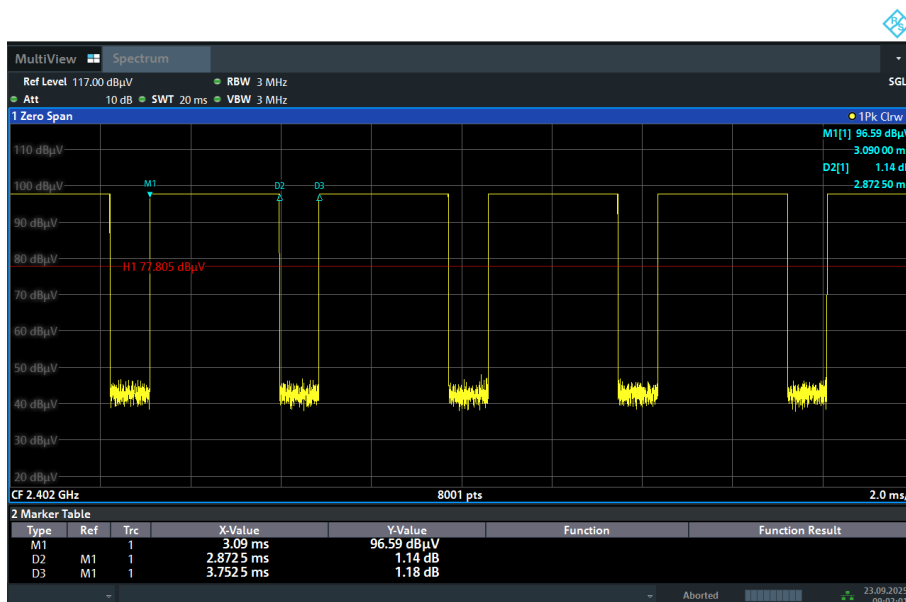 R&S
MultiView Spectrum
Ref Level 117.00 dBµV RBW 3 MHz SGL
Att 10 dB SWT 20 ms VBW 3 MHz
1 Zero Span 1Pk Clrw
M1[1] 96.59 dBµV
110 dBµV 3.090 00 m
D2[1] 1.14 d
100 dBµV M1 D2 D3 2.872 50 m
90 dBµV
80 dBµV
H1 77.805 dBµV
70 dBµV
60 dBµV
50 dBµV
40 dBµV
30 dBµV
20 dBµV
CF 2.402 GHz 8001 pts 2.0 ms/
2 Marker Table
Type Ref Trc X-Value Y-Value Function Function Result
M1 1 3.09 ms 96.59 dBµV
D2 M1 1 2.8725 ms 1.14 dB
D3 M1 1 3.7525 ms 1.18 dB
Aborted 23.09.2025